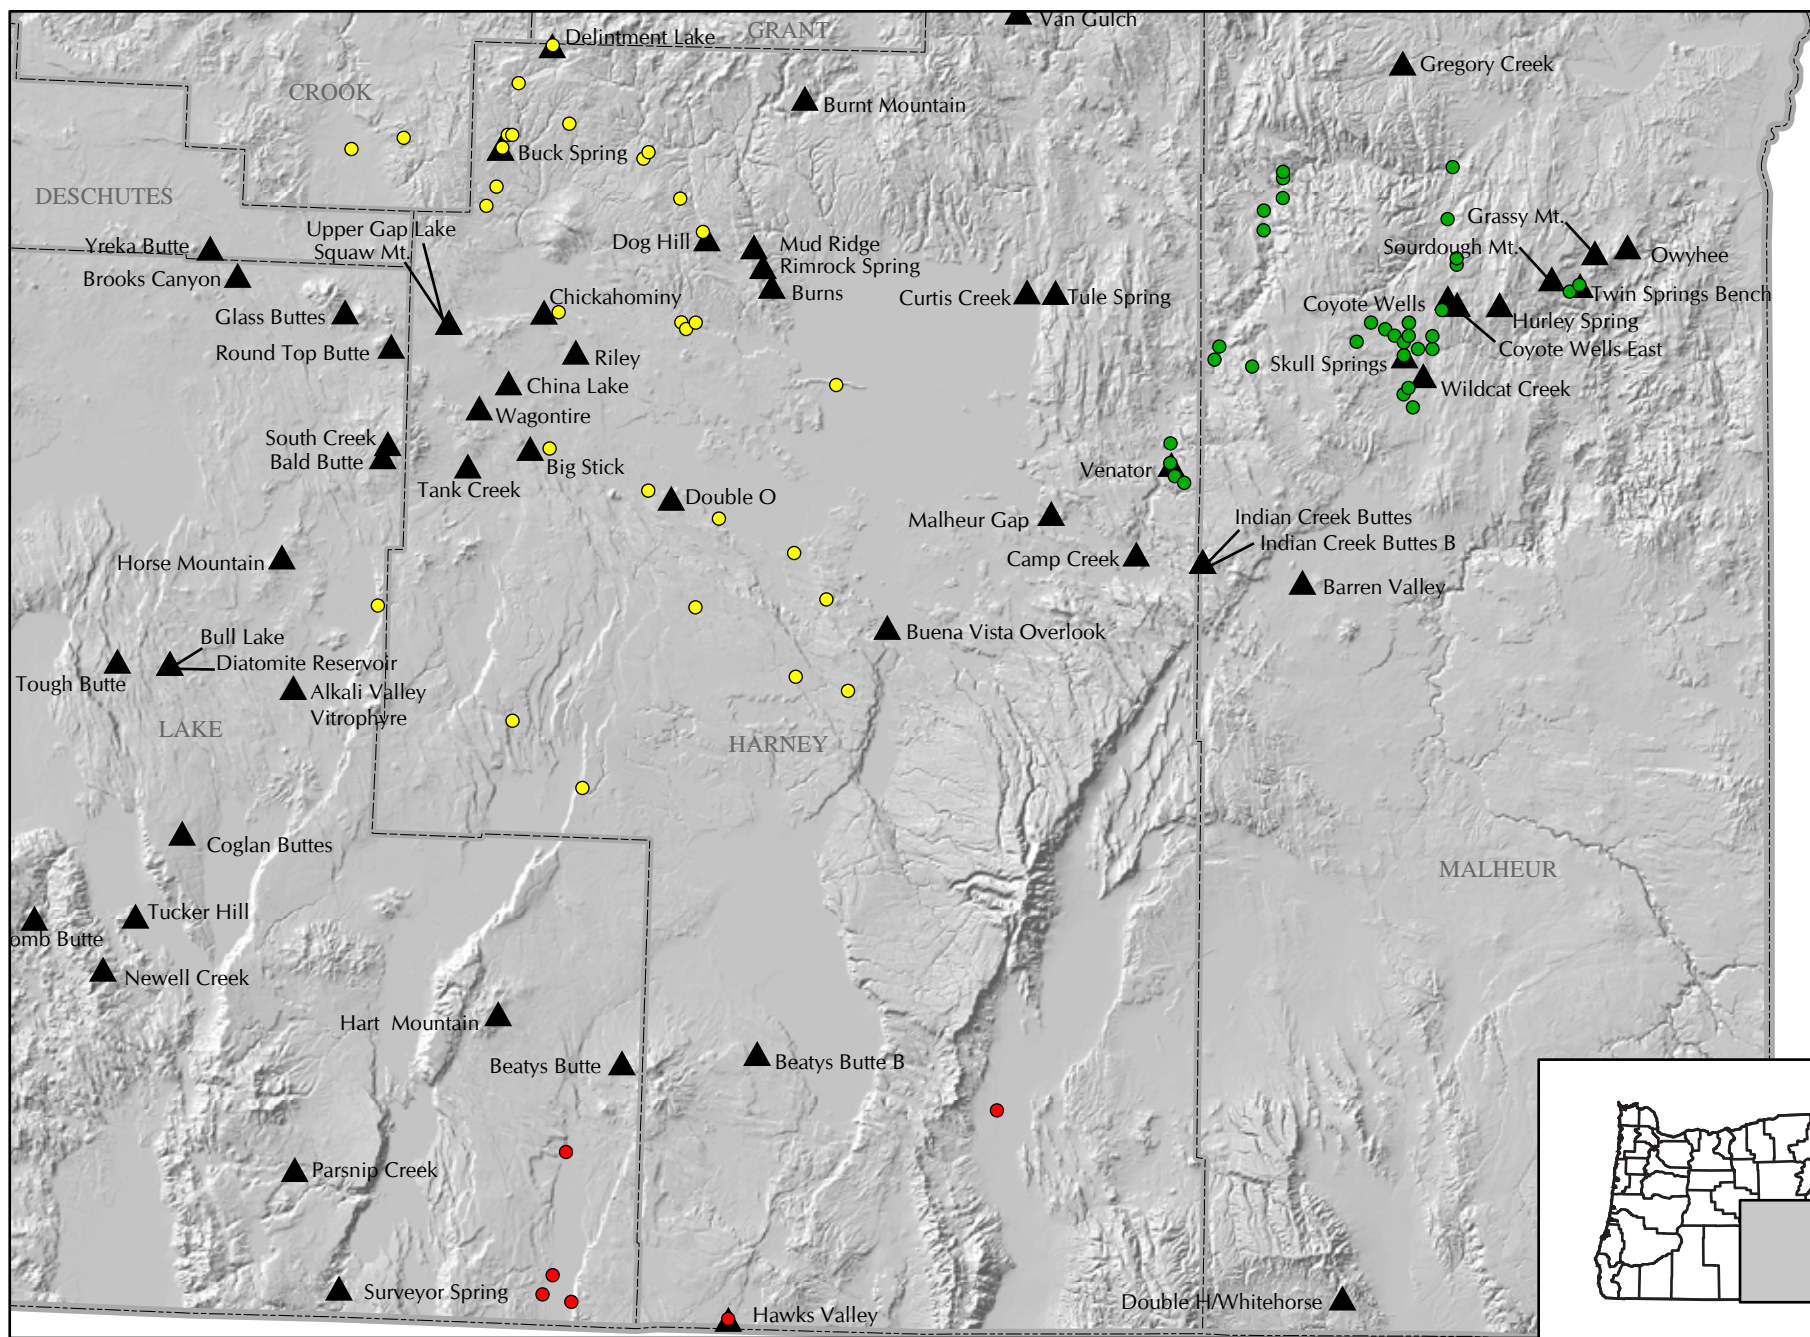 Van Gulch
GRANT
Delintment Lake
Gregory Creek
CROOK
Burnt Mountain
Buck Spring
DESCHUTES
Upper Gap Lake
Squaw Mt.
Yreka Butte
Brooks Canyon
Dog Hill
Mud Ridge
Rimrock Spring
Burns
Grassy Mt.
Sourdough Mt.
Owyhee
Twin Springs Bench
Curtis Creek
Tule Spring
Coyote Wells
Hurley Spring
Coyote Wells East
Glass Buttes
Chickahominy
Round Top Butte
Riley
Skull Springs
China Lake
Wildcat Creek
Wagontire
South Creek
Bald Butte
Big Stick
Tank Creek
Venator
Double O
Malheur Gap
Indian Creek Buttes
Indian Creek Buttes B
Camp Creek
Horse Mountain
Barren Valley
Buena Vista Overlook
Bull Lake
Diatomite Reservoir
Tough Butte
Alkali Valley
Vitrophyre
LAKE
HARNEY
Coglan Buttes
MALHEUR
Tucker Hill
omb Butte
Newell Creek
Hart Mountain
Beatys Butte
Beatys Butte B
Parsnip Creek
Surveyor Spring
Hawks Valley
Double H/Whitehorse